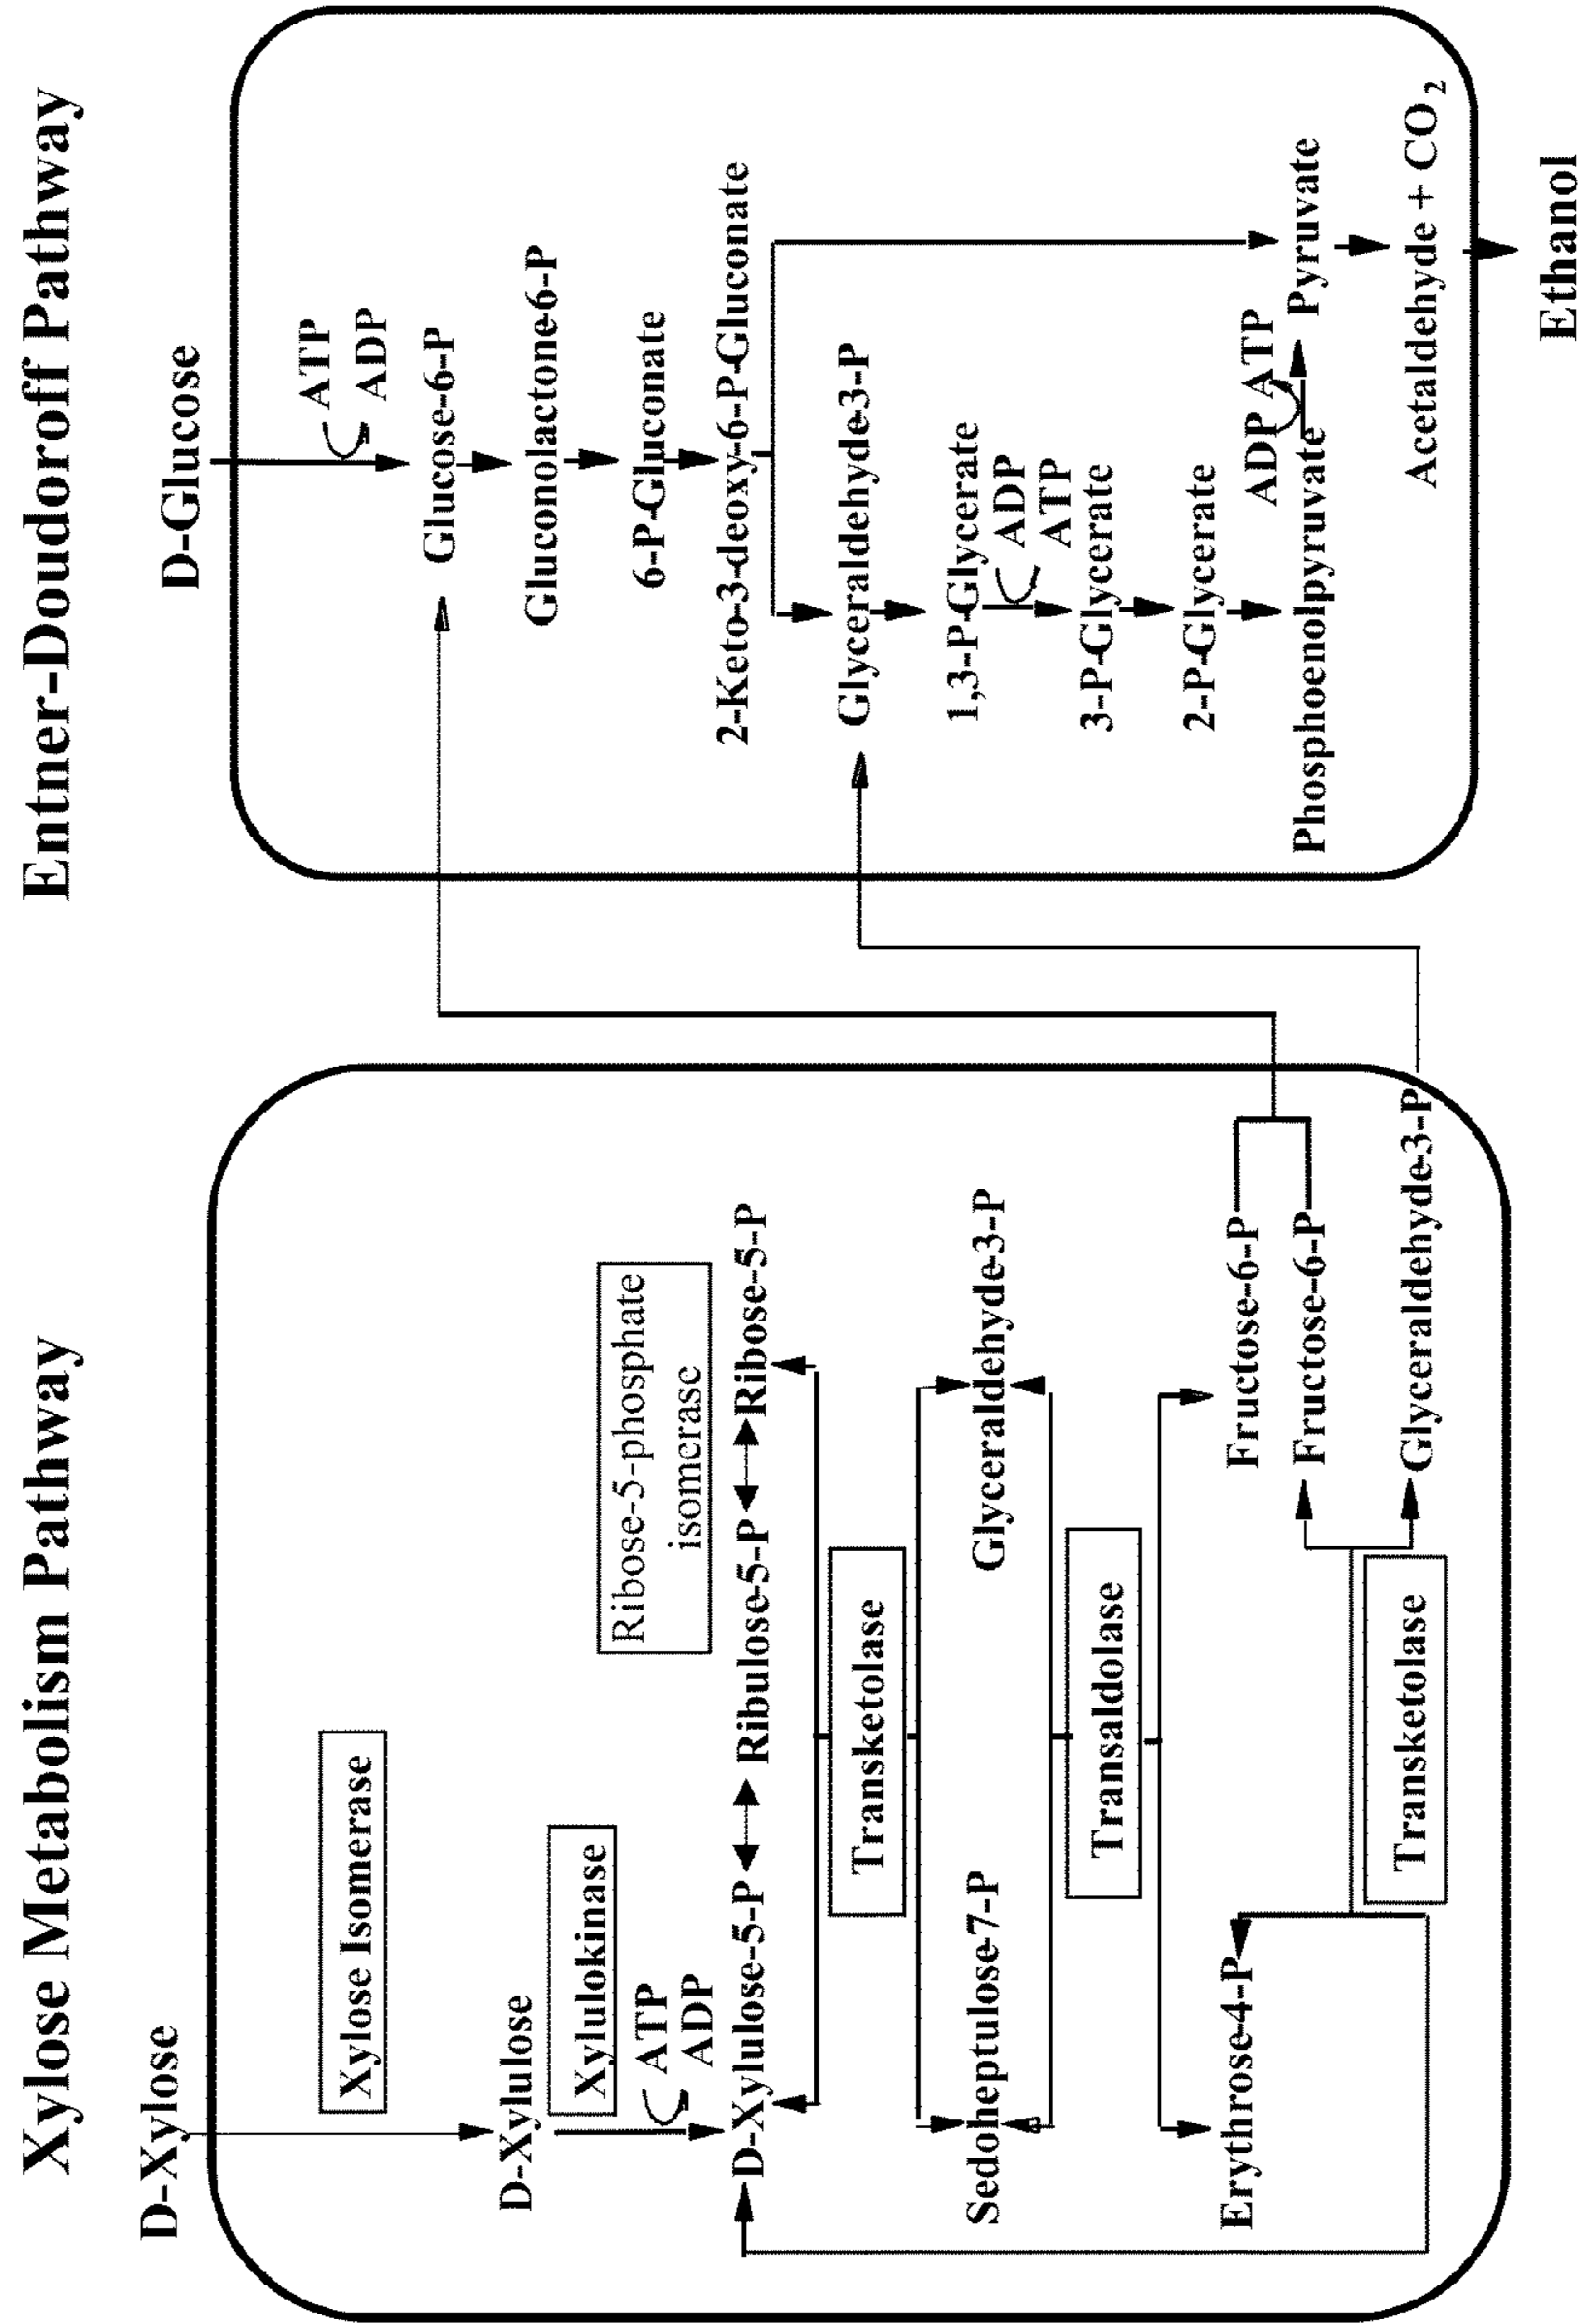 Xylose Metabolism Pathway
D-Xylose
Xylose Isomerase
D-Xylulose
Xylulokinase
ATP
ADP
Ribose-5-phosphate
isomerase
D-Xylulose-5-P
Ribulose-5-P
Ribose-5-P
Transketolase
Sedoheptulose-7-P
Glyceraldehyde-3-P
Transaldolase
Erythrose-4-P
Fructose-6-P
Fructose-6-P
Transketolase
Glyceraldehyde-3-P
Entner-Doudoroff Pathway
D-Glucose
ATP
ADP
Glucose-6-P
Gluconolactone-6-P
6-P-Gluconate
2-Keto-3-deoxy-6-P-Gluconate
Glyceraldehyde-3-P
1,3-P-Glycerate
ADP
ATP
3-P-Glycerate
2-P-Glycerate
ADP ATP
Phosphoenolpyruvate
Pyruvate
Acetaldehyde + CO2
Ethanol